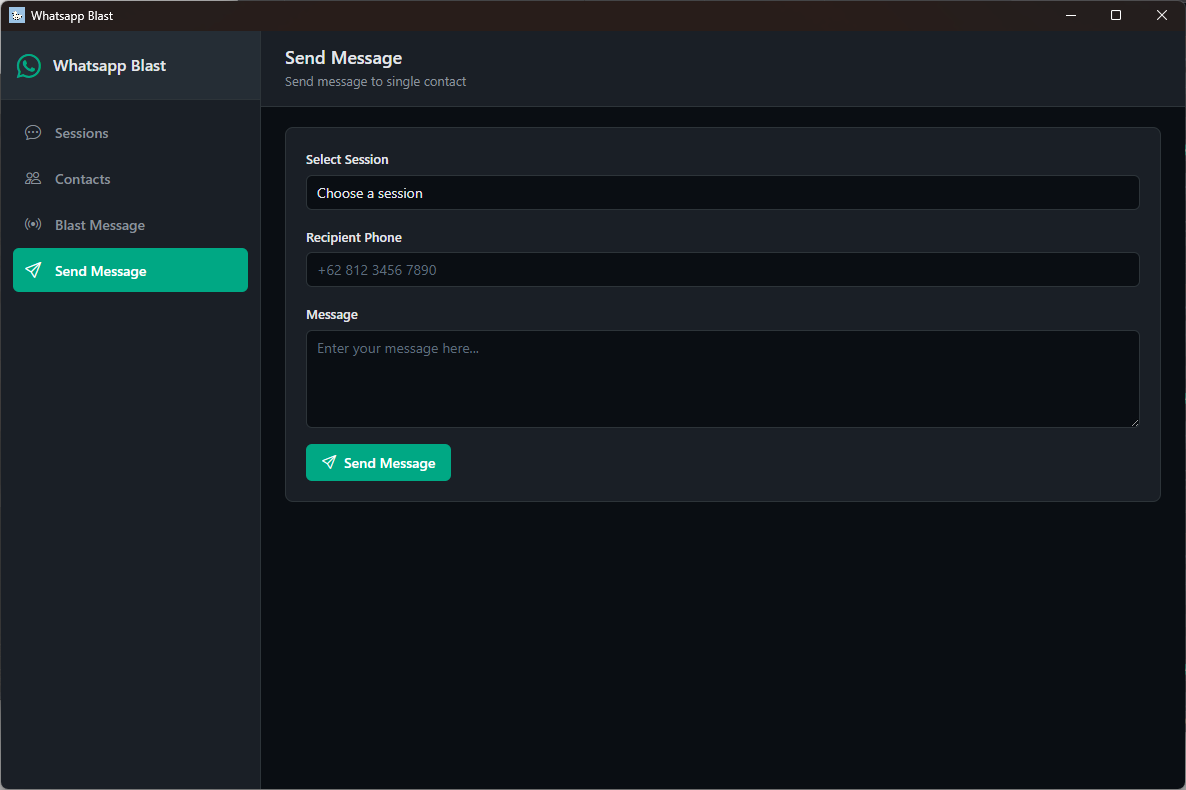 Whatsapp Blast
Whatsapp Blast
Sessions
Contacts
Blast Message
Send Message
Send Message
Send message to single contact
Select Session
Choose a session
Recipient Phone
+62 812 3456 7890
Message
Enter your message here...
Send Message